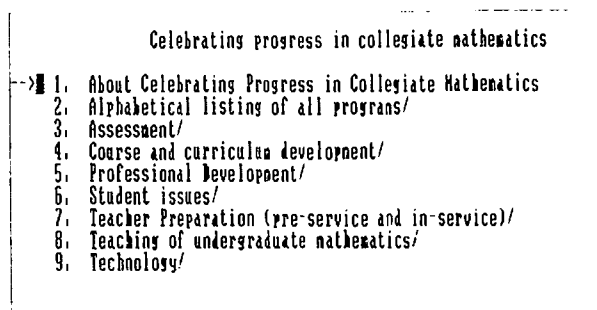 Celebrating progress in collegiate mathematics
-->1. About Celebrating Progress in Collegiate Mathematics
2. Alphabetical listing of all programs/
3. Assessment/
4. Course and curriculum development/
5. Professional Development/
6. Student issues/
7. Teacher Preparation (pre-service and in-service)/
8. Teaching of undergraduate mathematics/
9. Technology/